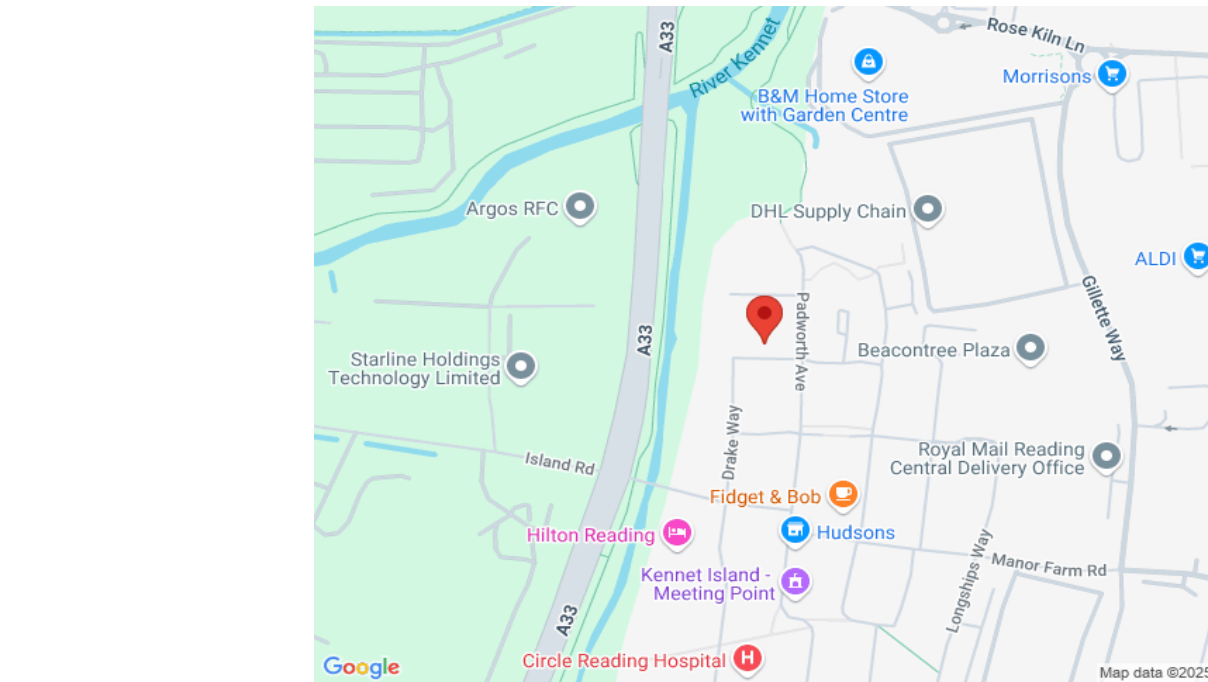 A33
River Kennet
Rose Kiln Ln
Morrisons
B&M Home Store
with Garden Centre
Argos RFC
DHL Supply Chain
ALDI
Gillette Way
Padworth Ave
A33
Beacontree Plaza
Starline Holdings
Technology Limited
Drake Way
Royal Mail Reading
Central Delivery Office
Island Rd
Fidget & Bob
Hilton Reading
Hudsons
Longships Way
Manor Farm Rd
Kennet Island -
Meeting Point
A33
Circle Reading Hospital
H
Google
Map data ©2025